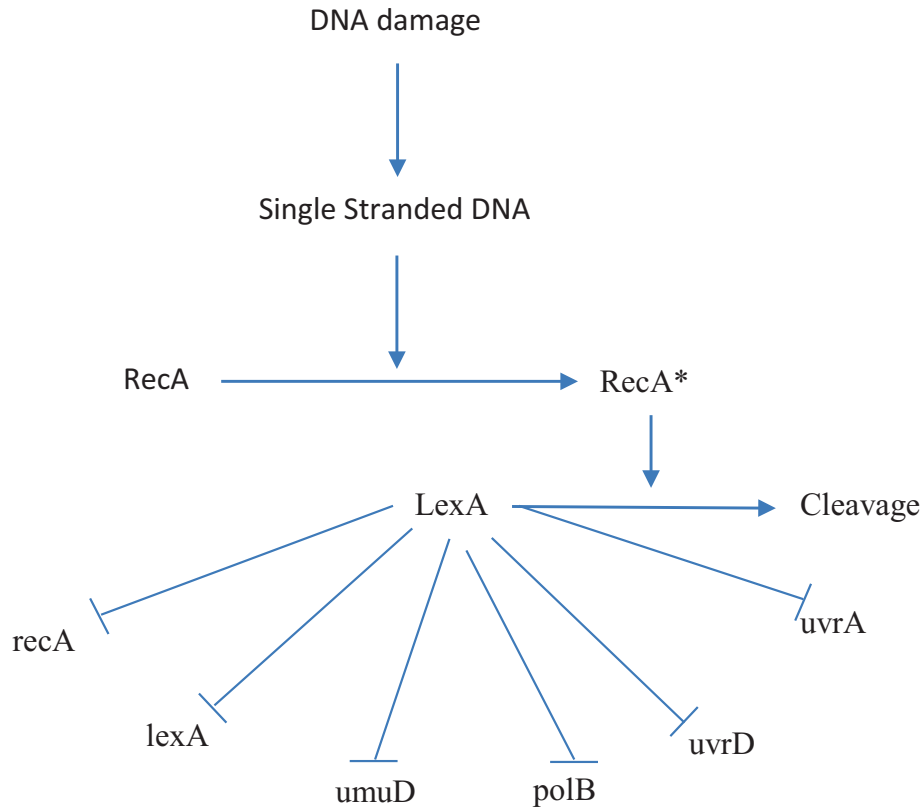 DNA damage
Single Stranded DNA
RecA
RecA*
LexA
Cleavage
recA
uvrA
lexA
uvrD
umuD
polB